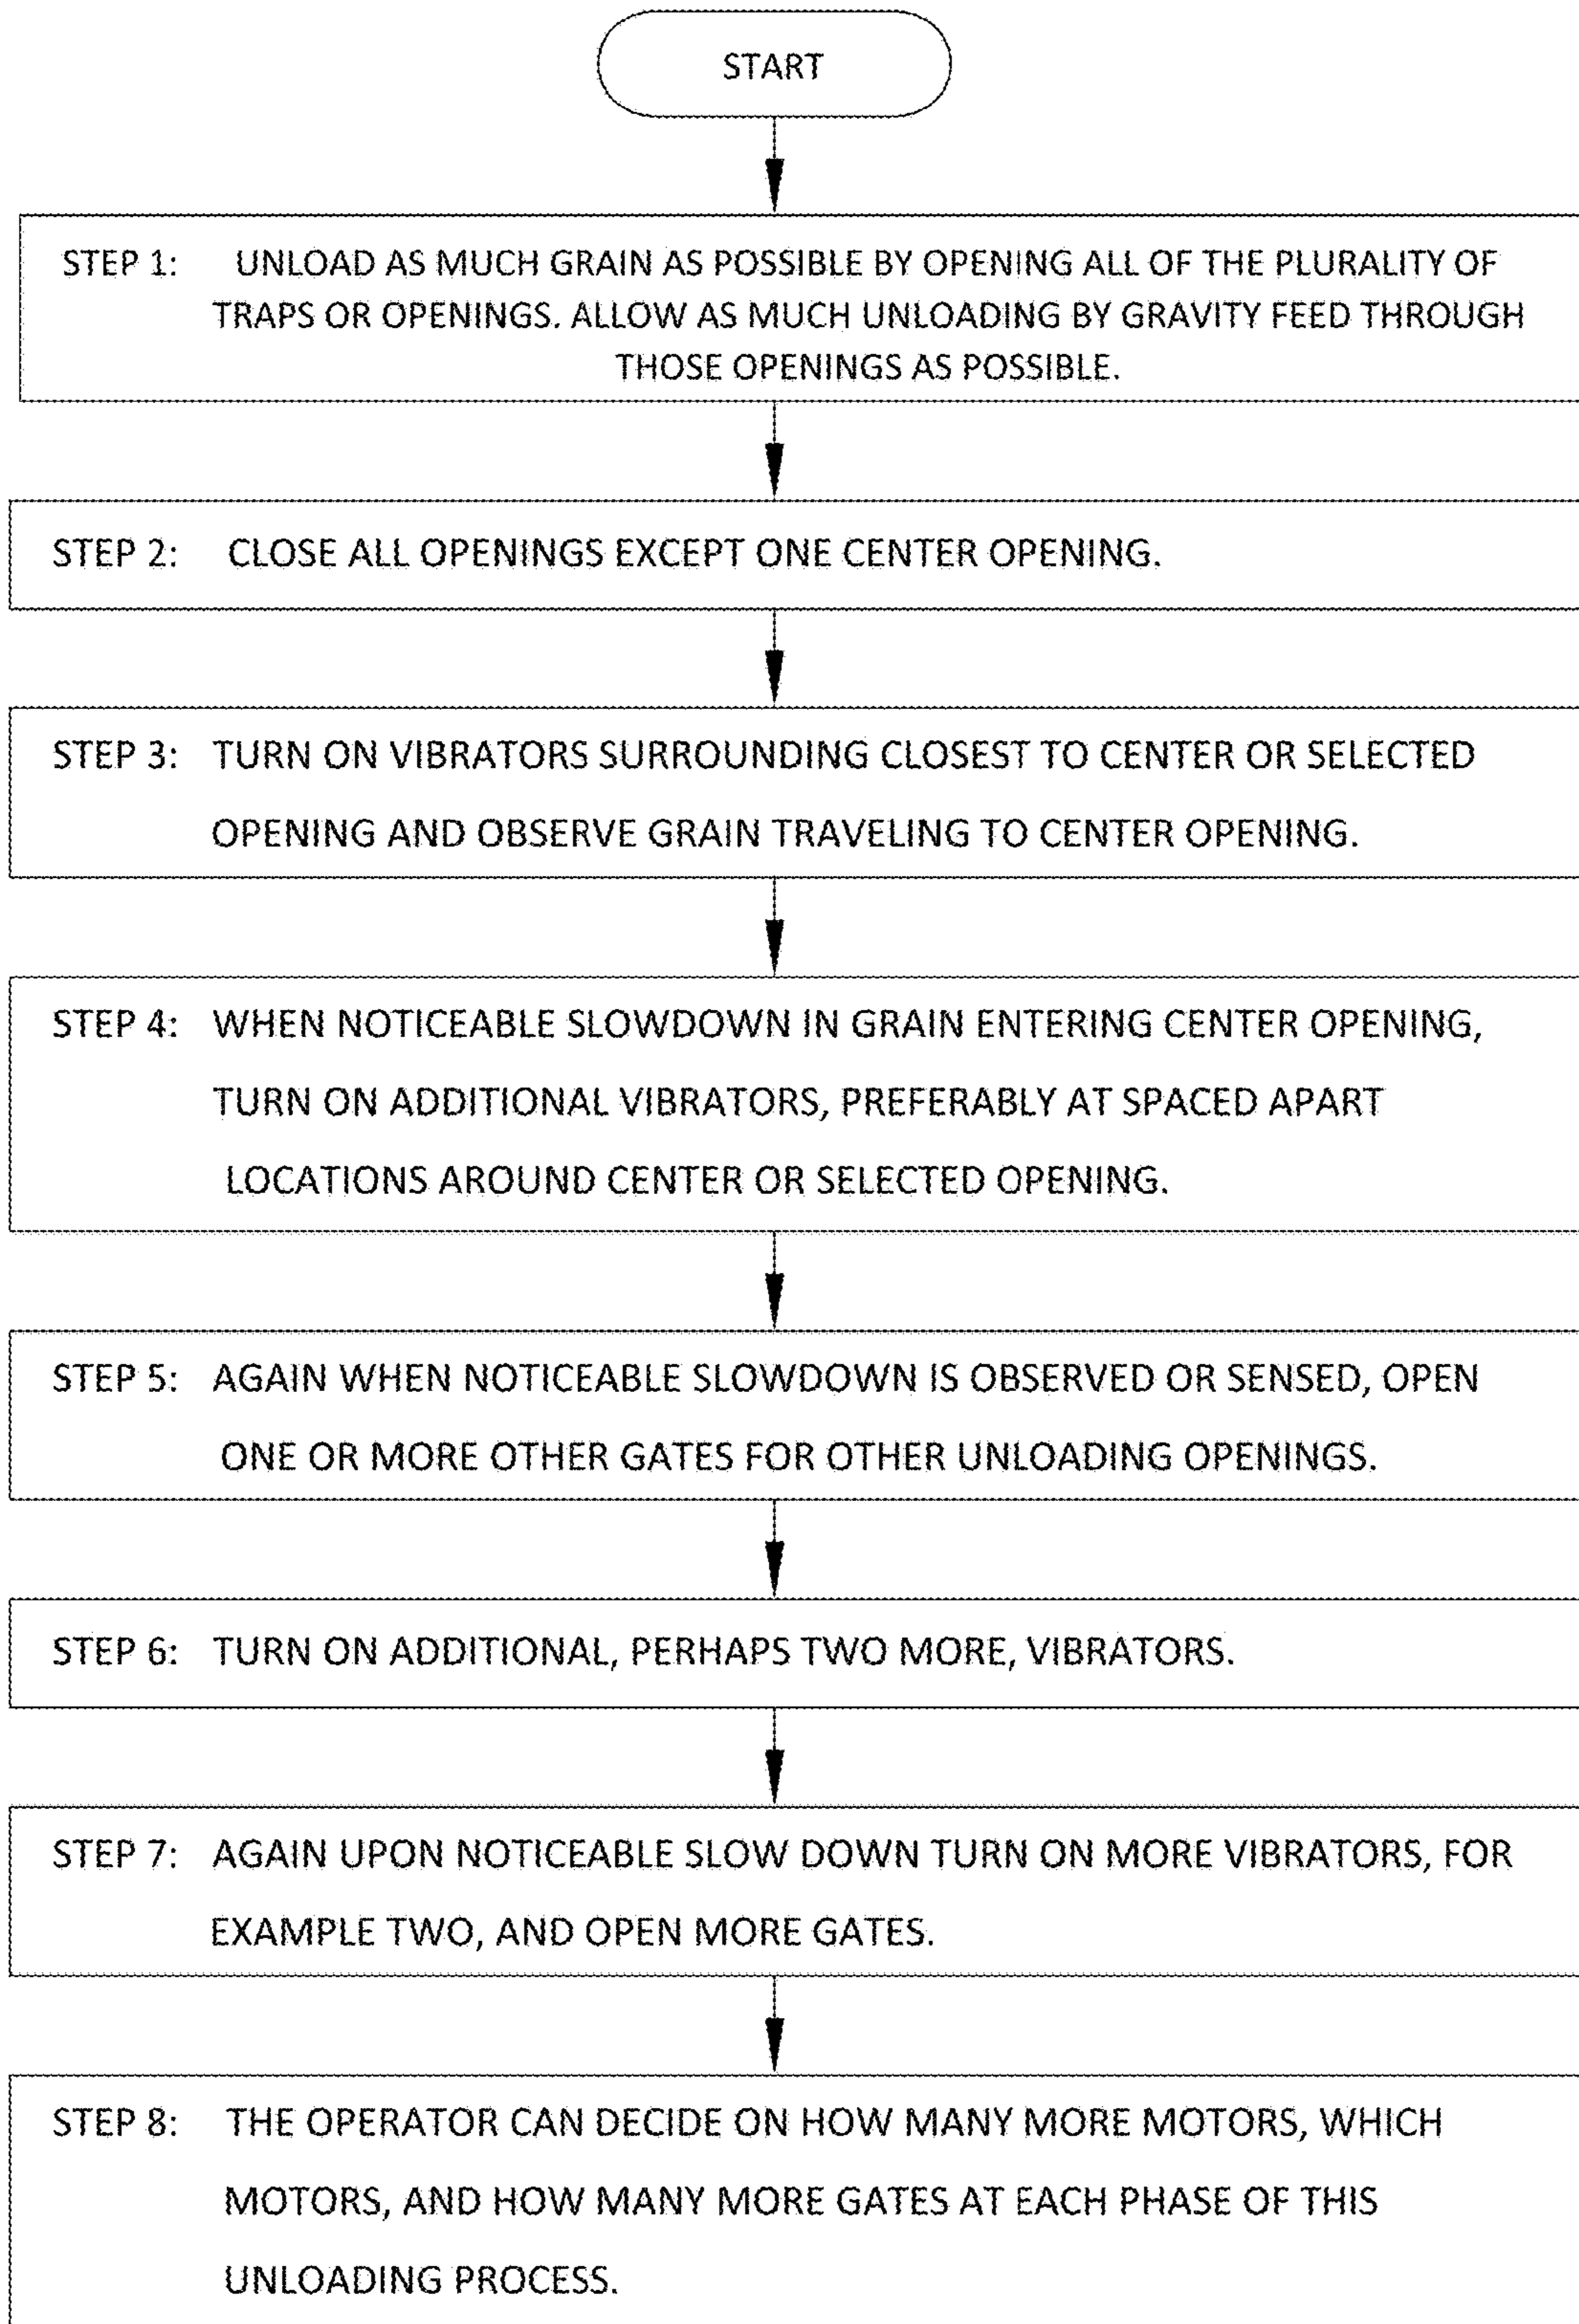 START
STEP 1: UNLOAD AS MUCH GRAIN AS POSSIBLE BY OPENING ALL OF THE PLURALITY OF
TRAPS OR OPENINGS. ALLOW AS MUCH UNLOADING BY GRAVITY FEED THROUGH
THOSE OPENINGS AS POSSIBLE.
STEP 2: CLOSE ALL OPENINGS EXCEPT ONE CENTER OPENING.
STEP 3: TURN ON VIBRATORS SURROUNDING CLOSEST TO CENTER OR SELECTED
OPENING AND OBSERVE GRAIN TRAVELING TO CENTER OPENING.
STEP 4: WHEN NOTICEABLE SLOWDOWN IN GRAIN ENTERING CENTER OPENING,
TURN ON ADDITIONAL VIBRATORS, PREFERABLY AT SPACED APART
LOCATIONS AROUND CENTER OR SELECTED OPENING.
STEP 5: AGAIN WHEN NOTICEABLE SLOWDOWN IS OBSERVED OR SENSED, OPEN
ONE OR MORE OTHER GATES FOR OTHER UNLOADING OPENINGS.
STEP 6: TURN ON ADDITIONAL, PERHAPS TWO MORE, VIBRATORS.
STEP 7: AGAIN UPON NOTICEABLE SLOW DOWN TURN ON MORE VIBRATORS, FOR
EXAMPLE TWO, AND OPEN MORE GATES.
STEP 8: THE OPERATOR CAN DECIDE ON HOW MANY MORE MOTORS, WHICH
MOTORS, AND HOW MANY MORE GATES AT EACH PHASE OF THIS
UNLOADING PROCESS.